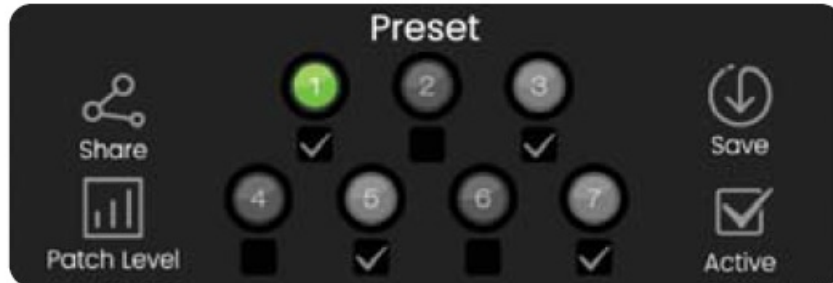 Preset
1 2 3
Share
Save
4 5 6 7
Patch Level
Active